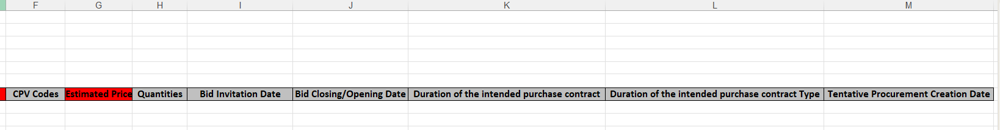 F G H I J K L M
CPV Codes Estimated Price Quantities Bid Invitation Date Bid Closing/Opening Date Duration of the intended purchase contract Duration of the intended purchase contract Type Tentative Procurement Creation Date